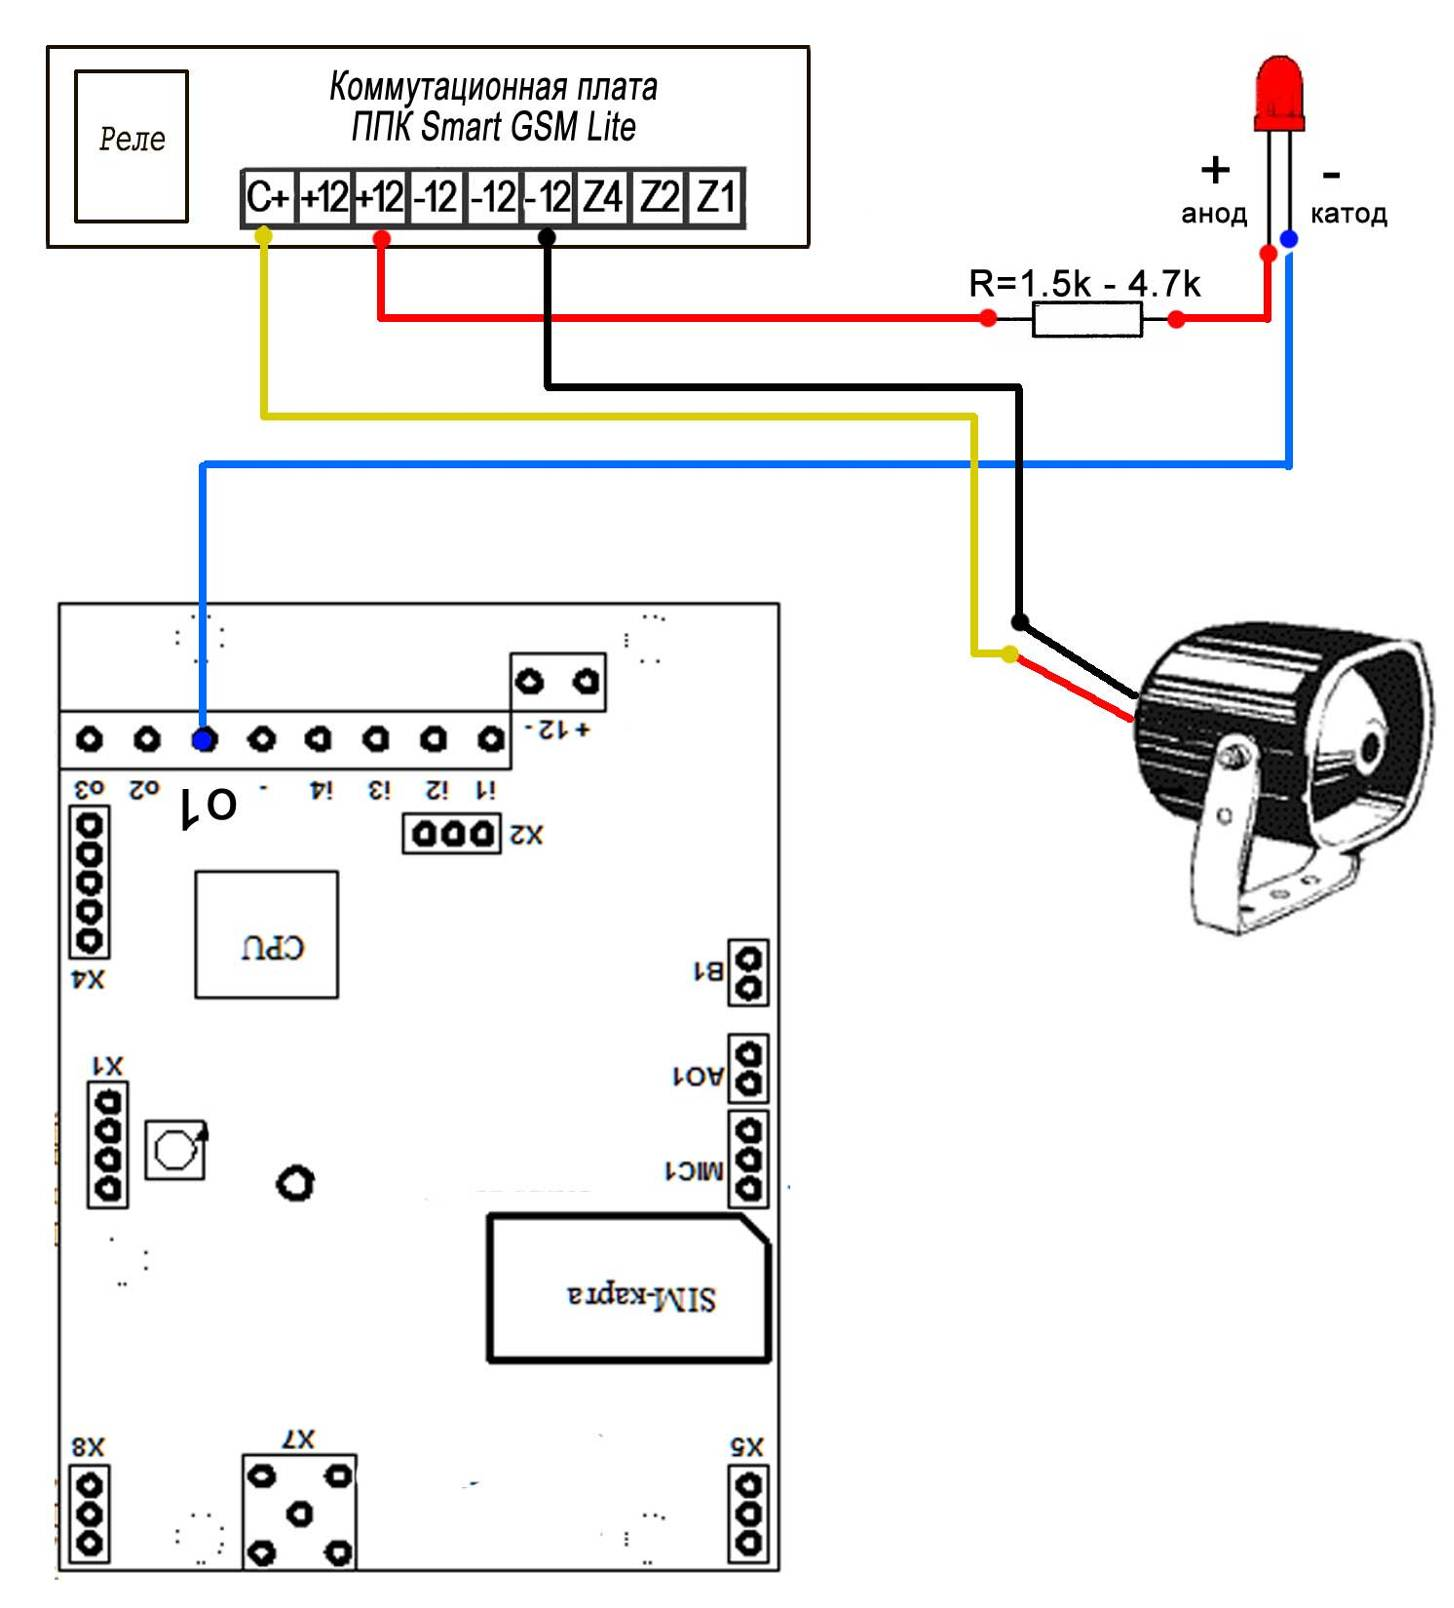 Коммутационная плата
ППК Smart GSM Lite
Реле
C+ +12 +12 -12 -12 -12 Z4 Z2 Z1
+ -
анод катод
R=1.5k - 4.7k
+12 -
o3 o2 o1 - i4 i3 i2 i1
X2
CPU
X4
B1
X1
AO1
MIC1
SIM-карта
X8
X7
X5